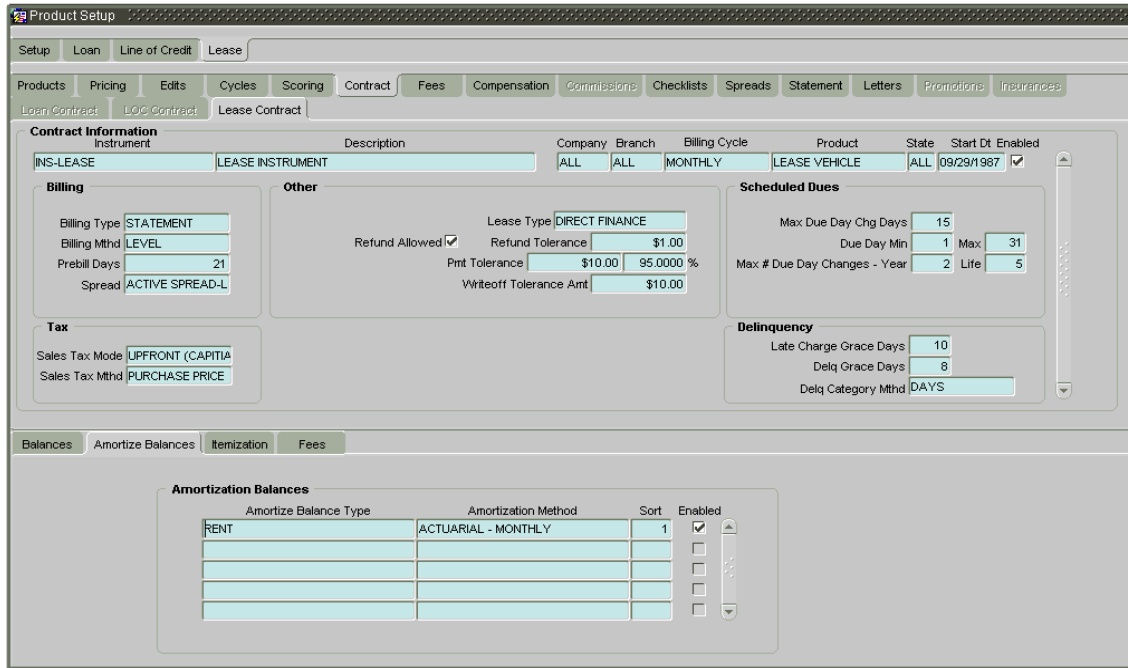 Product Setup
Setup Loan Line of Credit Lease
Products Pricing Edits Cycles Scoring Contract Fees Compensation Commissions Checklists Spreads Statement Letters Promotions Insurances
Loan Contract LOC Contract Lease Contract
Contract Information
Instrument Description Company Branch Billing Cycle Product State Start Dt Enabled
INS-LEASE LEASE INSTRUMENT ALL ALL MONTHLY LEASE VEHICLE ALL 09/29/1987
Billing Other Scheduled Dues
Billing Type STATEMENT Lease Type DIRECT FINANCE Max Due Day Chg Days 15
Billing Mthd LEVEL Refund Allowed Refund Tolerance $1.00 Due Day Min 1 Max 31
Prebill Days 21 Pmt Tolerance $10.00 95.0000 % Max # Due Day Changes - Year 2 Life 5
Spread ACTIVE SPREAD-L Writeoff Tolerance Amt $10.00
Tax Delinquency
Late Charge Grace Days 10
Sales Tax Mode UPFRONT (CAPITIA Delq Grace Days 8
Sales Tax Mthd PURCHASE PRICE Delq Category Mthd DAYS
Balances Amortize Balances Itemization Fees
Amortization Balances
Amortize Balance Type Amortization Method Sort Enabled
RENT ACTUARIAL - MONTHLY 1